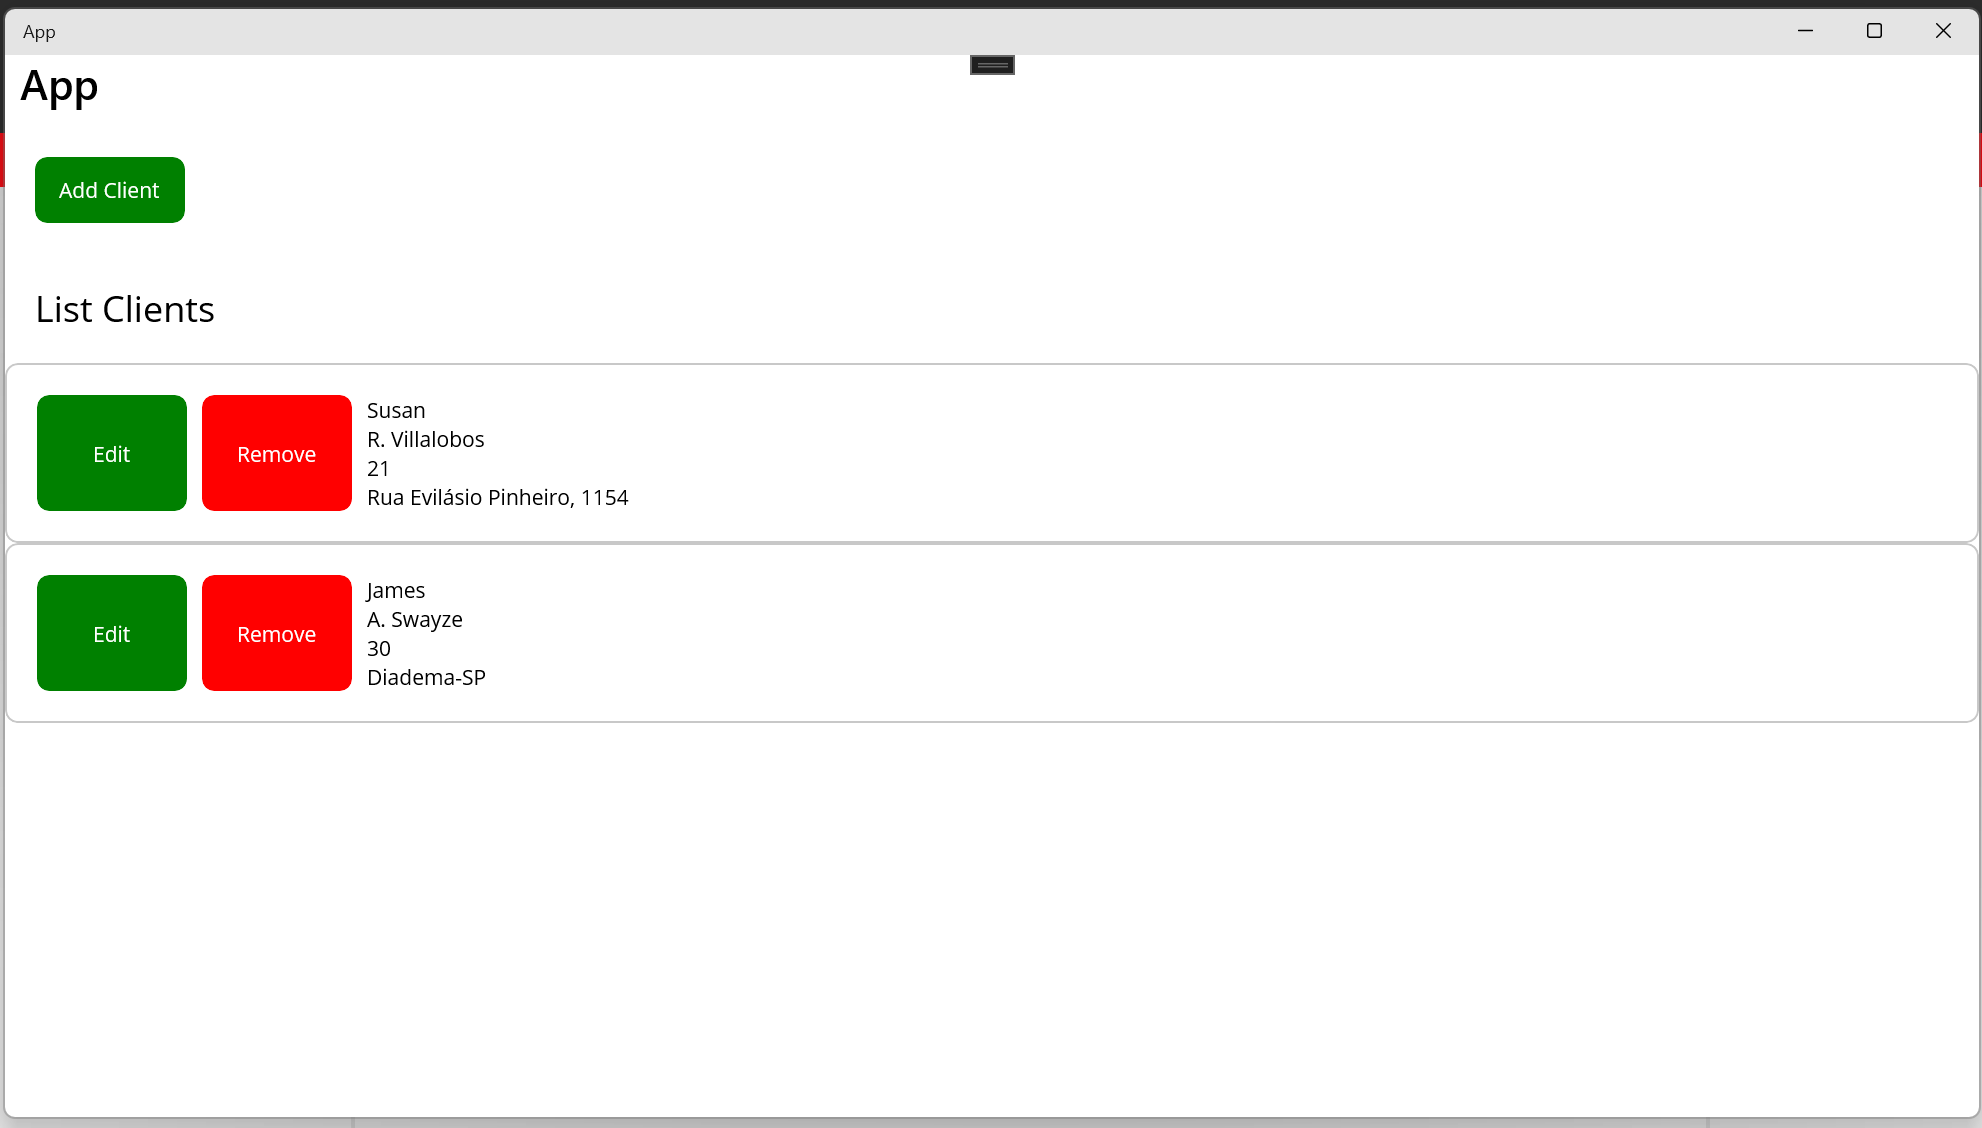 App
App
Add Client
List Clients
Edit
Remove
Susan
R. Villalobos
21
Rua Evilásio Pinheiro, 1154
Edit
Remove
James
A. Swayze
30
Diadema-SP